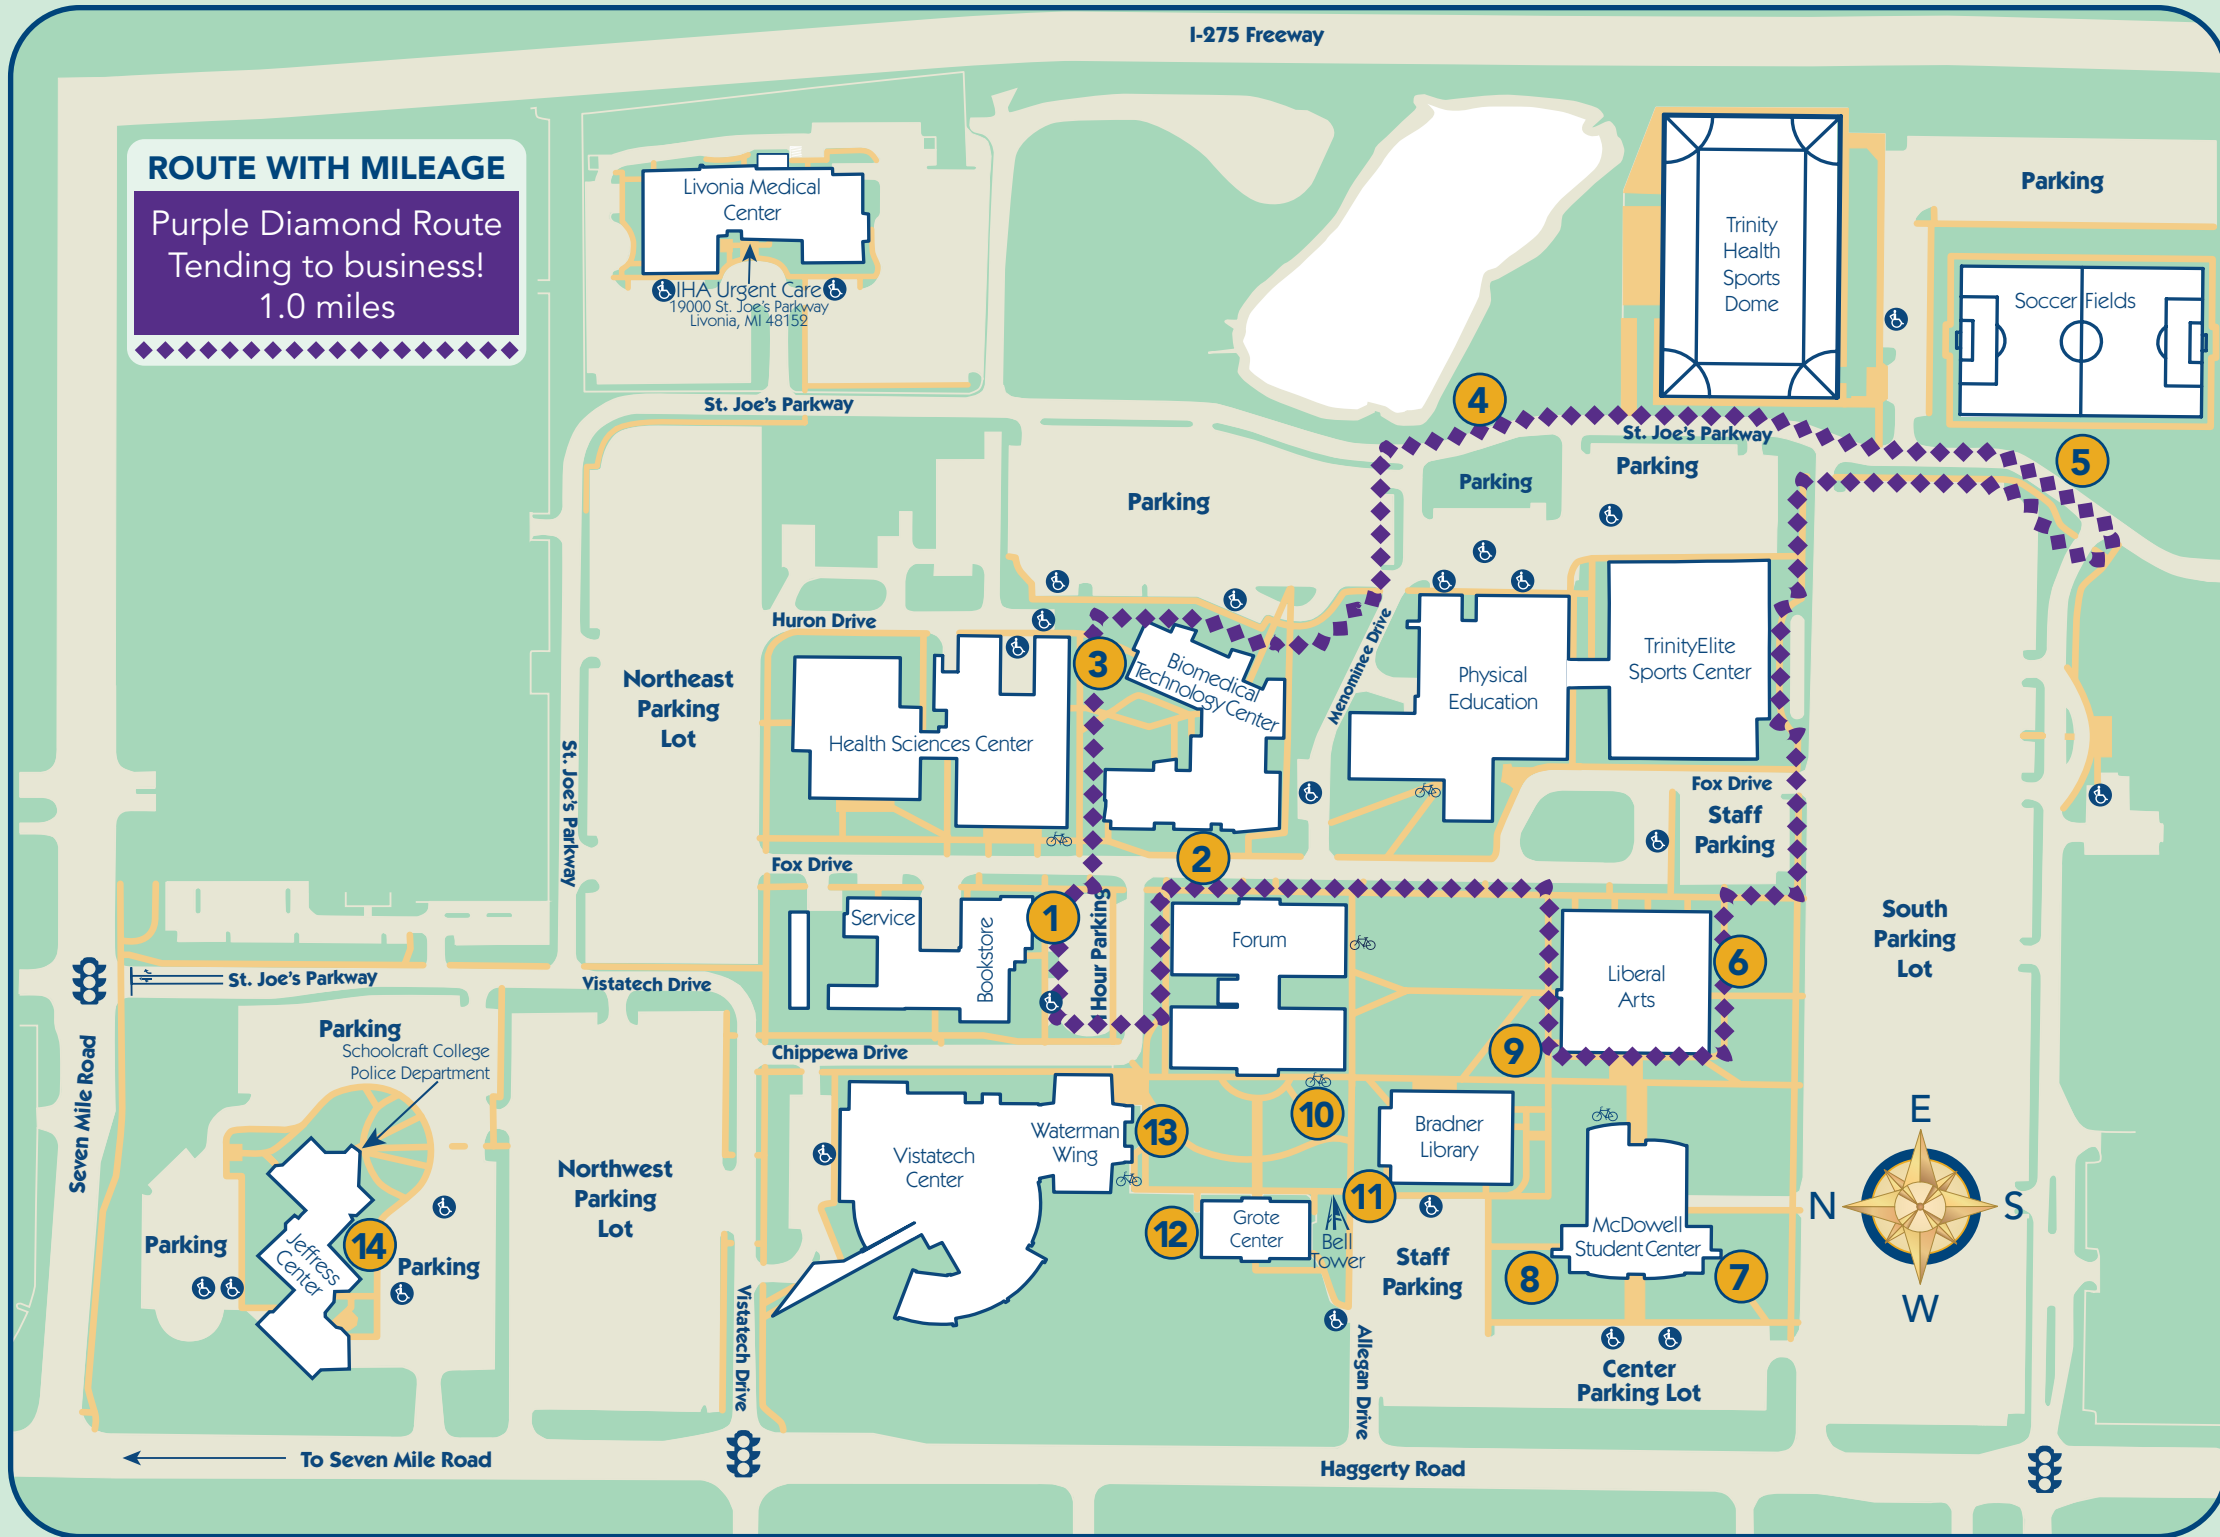 I-275 Freeway
ROUTE WITH MILEAGE
Purple Diamond Route
Tending to business!
1.0 miles
Livonia Medical
Center
IHA Urgent Care
19000 St. Joe's Parkway
Livonia, MI 48152
St. Joe's Parkway
Trinity
Health
Sports
Dome
Parking
Soccer Fields
4
St. Joe's Parkway
Parking
Parking
Parking
5
Huron Drive
Northeast
Parking
Lot
St. Joe's Parkway
Health Sciences Center
3
Biomedical
Technology Center
Menominee Drive
Physical
Education
TrinityElite
Sports Center
Fox Drive
Staff
Parking
2
Fox Drive
Service
Bookstore
1
1 Hour Parking
Forum
Liberal
Arts
6
South
Parking
Lot
St. Joe's Parkway
Vistatech Drive
Seven Mile Road
Parking
Schoolcraft College
Police Department
Chippewa Drive
9
10
Vistatech
Center
Waterman
Wing
13
Bradner
Library
11
12
Grote
Center
Bell
Tower
Staff
Parking
McDowell
Student Center
8
7
E
N
S
W
Northwest
Parking
Lot
Parking
Jeffress
Center
14
Parking
Vistatech Drive
Allegan Drive
Center
Parking Lot
To Seven Mile Road
Haggerty Road